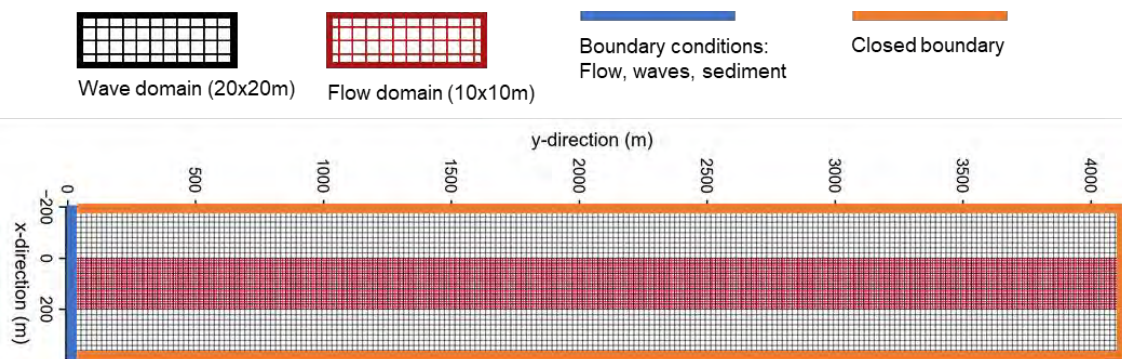 Wave domain (20x20m)
Flow domain (10x10m)
Boundary conditions:
Flow, waves, sediment
Closed boundary
y-direction (m)
0
500
1000
1500
2000
2500
3000
3500
4000
-200
0
200
x-direction (m)